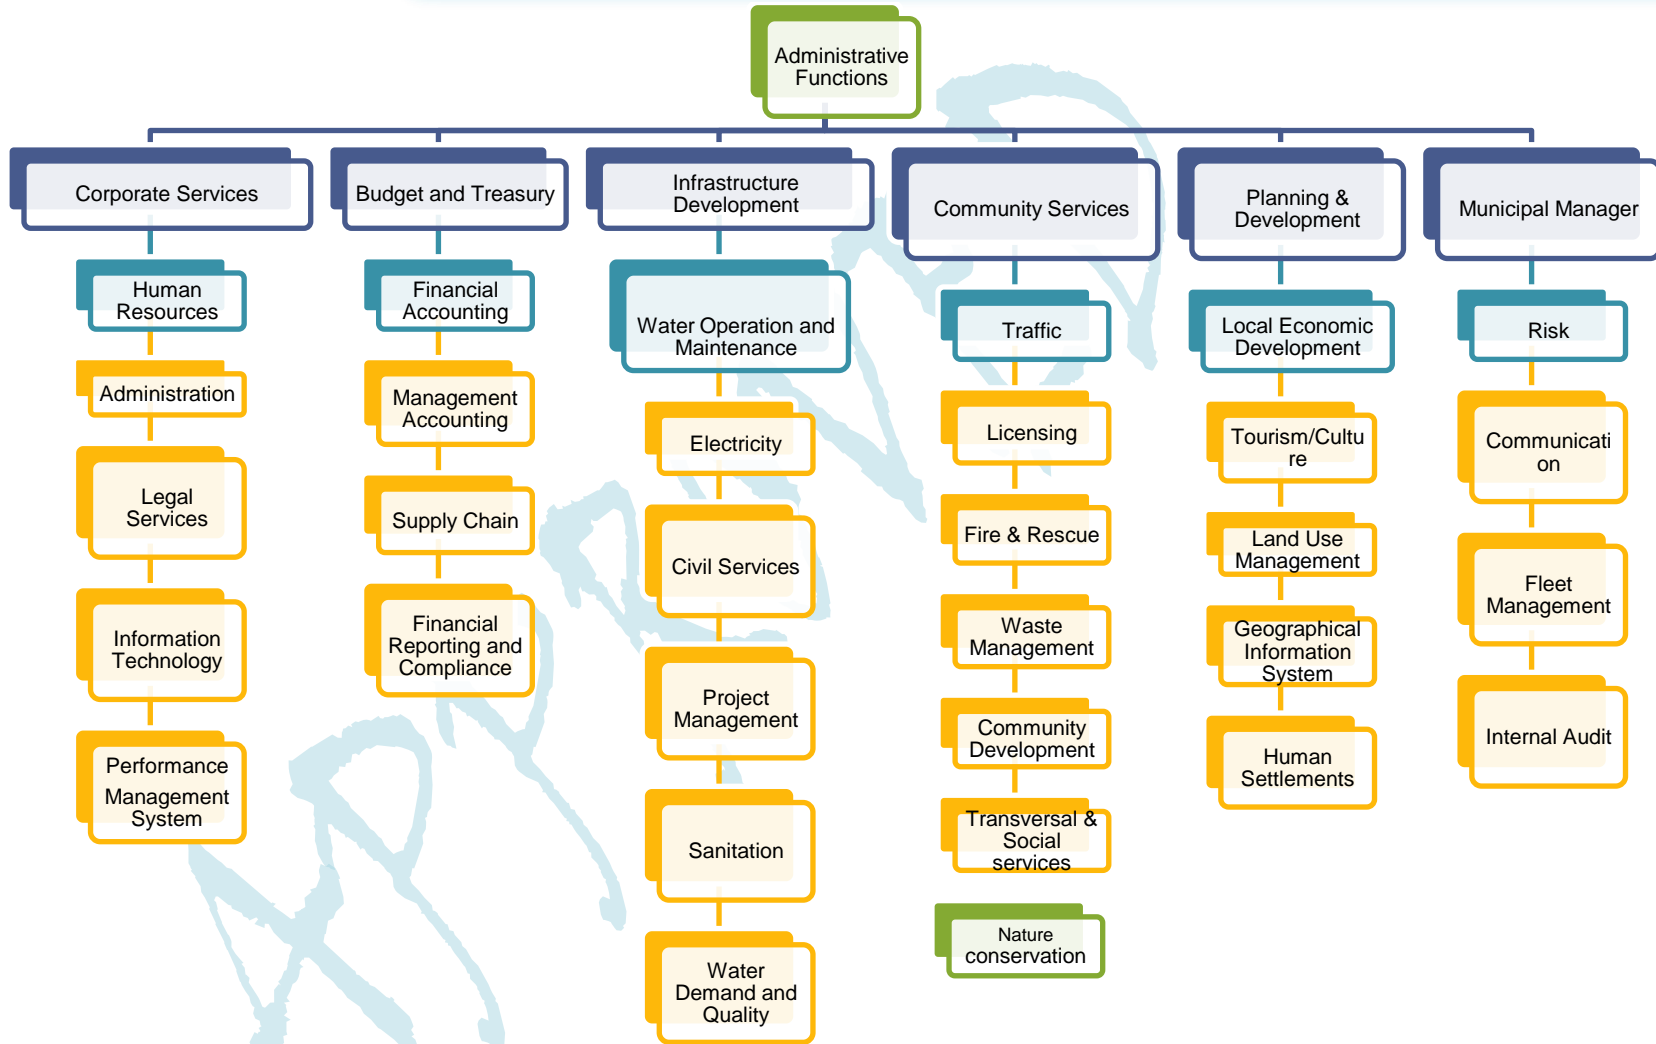 Administrative
Functions
Corporate Services
Budget and Treasury
Infrastructure
Development
Community Services
Planning &
Development
Municipal Manager
Human
Resources
Administration
Legal
Services
Information
Technology
Performance
Management
System
Financial
Accounting
Management
Accounting
Supply Chain
Financial
Reporting and
Compliance
Water Operation and
Maintenance
Electricity
Civil Services
Project
Management
Sanitation
Water
Demand and
Quality
Traffic
Licensing
Fire & Rescue
Waste
Management
Community
Development
Transversal &
Social
services
Nature
conservation
Local Economic
Development
Tourism/Cultu
re
Land Use
Management
Geographical
Information
System
Human
Settlements
Risk
Communicati
on
Fleet
Management
Internal Audit